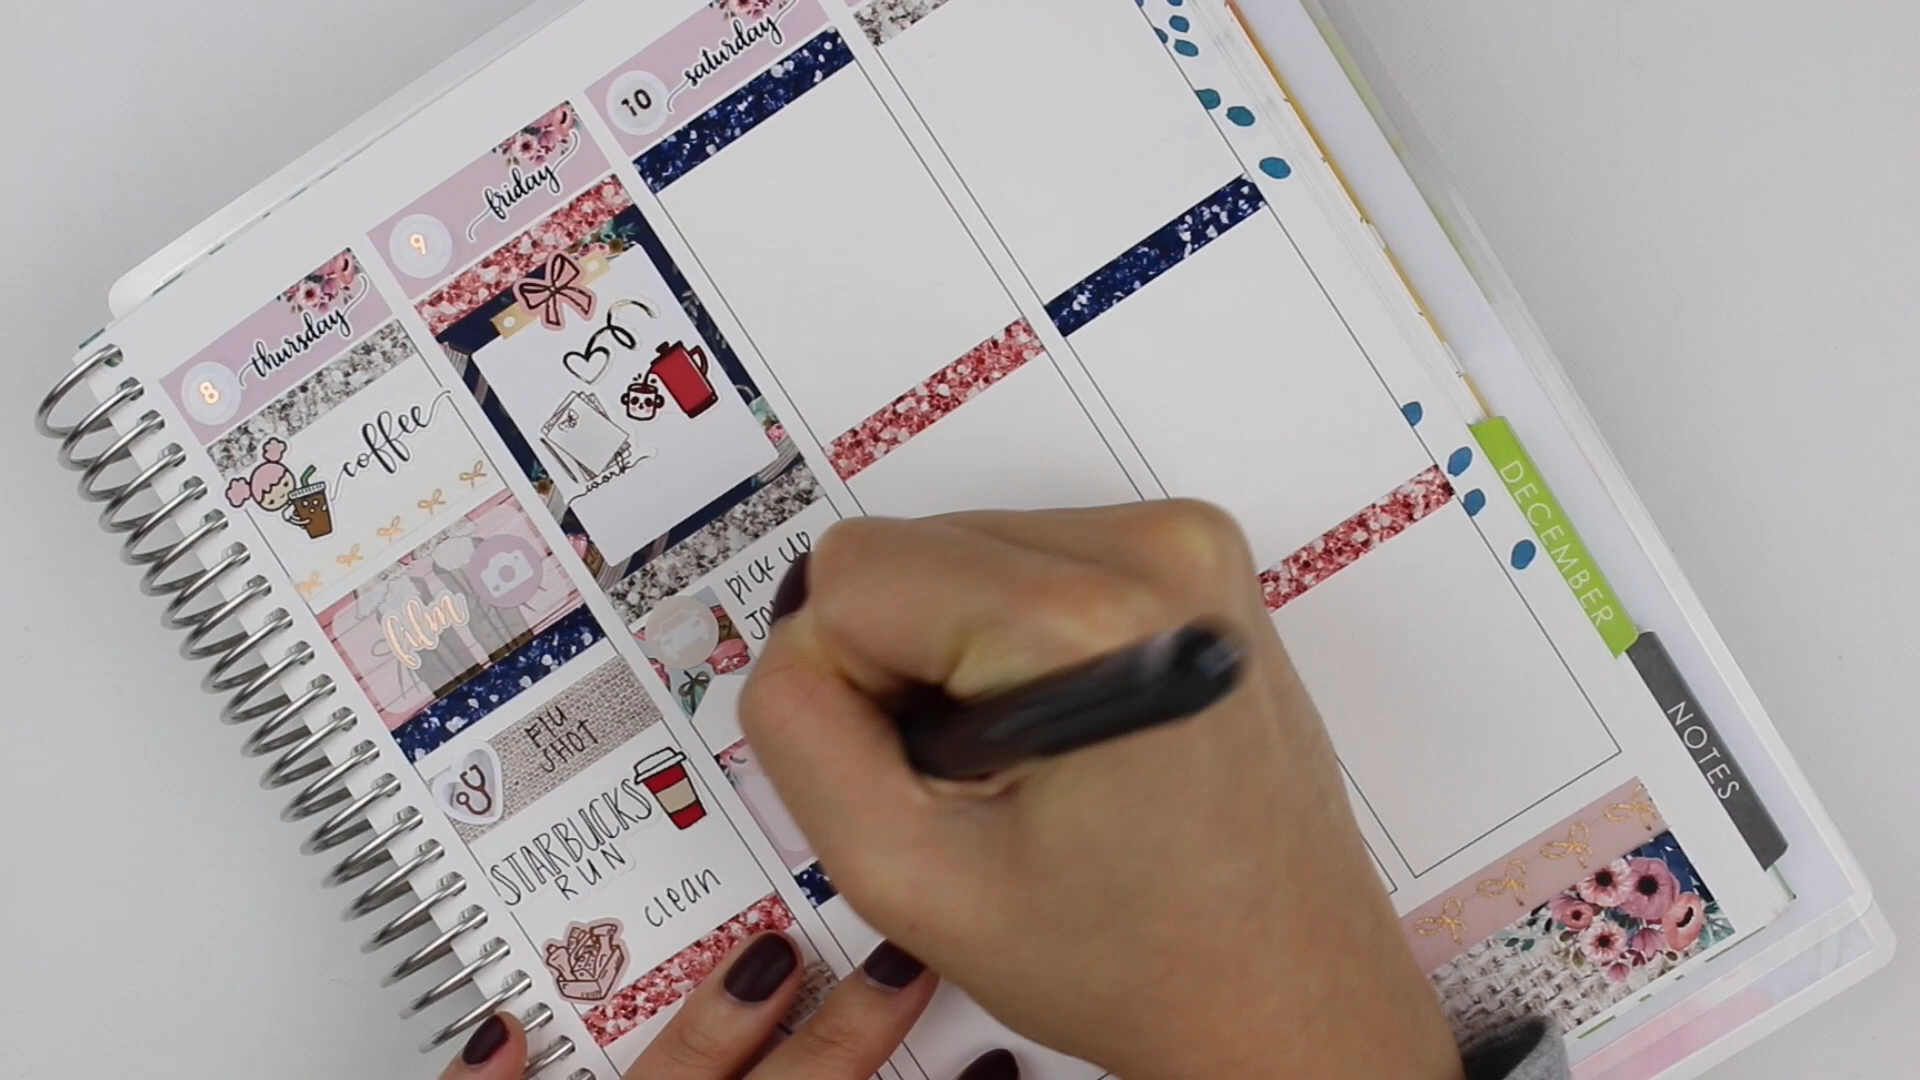 8 thursday
coffee
film
FlU
SHOT
STARBUCKS
RUN
clean
9 friday
work
PICK UP
10 saturday
DECEMBER
NOTES